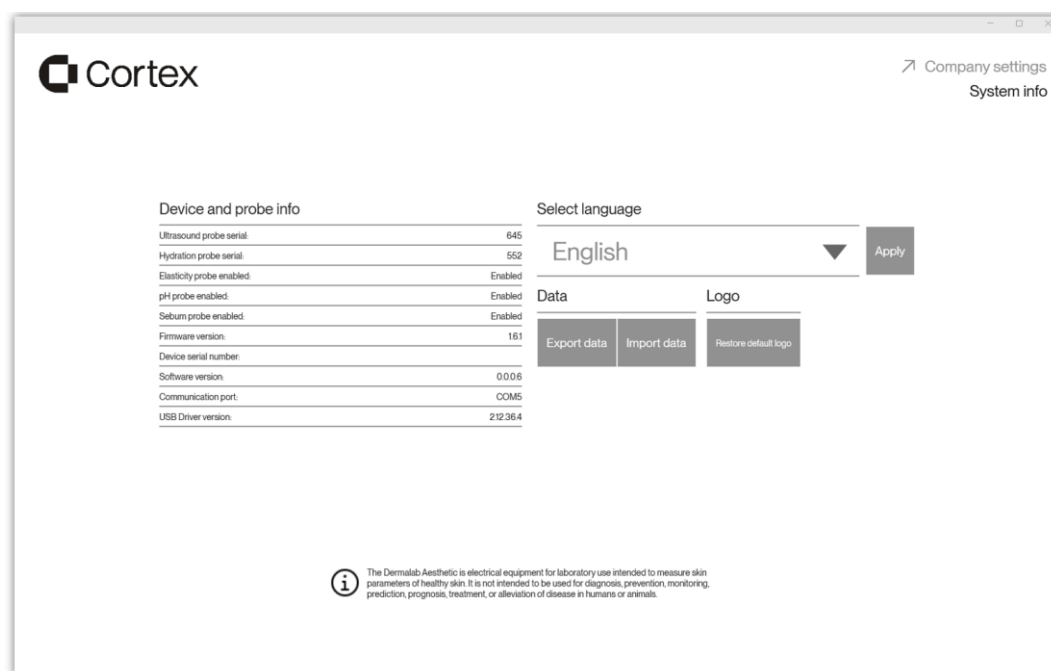 Cortex
Company settings
System info
Device and probe info
Ultrasound probe serial: 645
Hydration probe serial: 552
Elasticity probe enabled: Enabled
pH probe enabled: Enabled
Sebum probe enabled: Enabled
Firmware version: 1.6.1
Device serial number:
Software version: 0.0.0.6
Communication port: COM5
USB Driver version: 2.12.36.4
Select language
English
Apply
Data
Logo
Export data
Import data
Restore default logo
The Dermalab Aesthetic is electrical equipment for laboratory use intended to measure skin
parameters of healthy skin. It is not intended to be used for diagnosis, prevention, monitoring,
prediction, prognosis, treatment, or alleviation of disease in humans or animals.